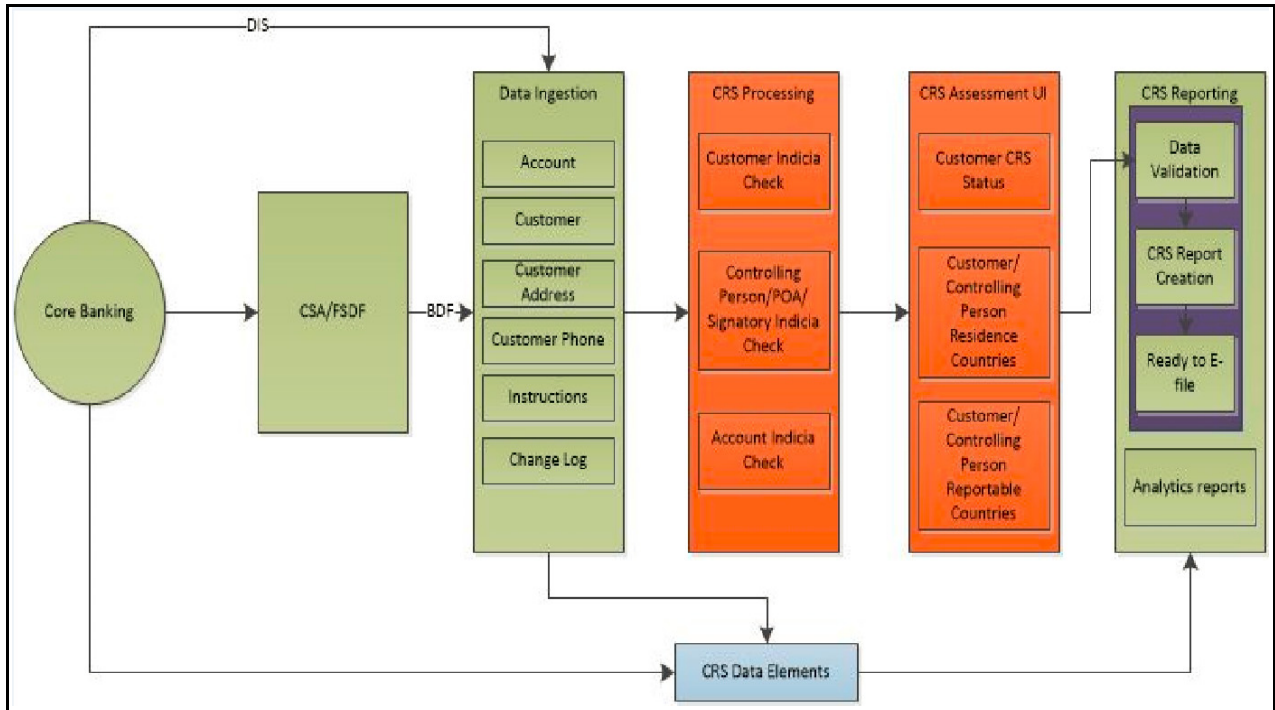 DIS
Core Banking
CSA/FSDF
BDF
Data Ingestion
Account
Customer
Customer
Address
Customer Phone
Instructions
Change Log
CRS Processing
Customer Indicia
Check
Controlling
Person/POA/
Signatory Indicia
Check
Account Indicia
Check
CRS Assessment UI
Customer CRS
Status
Customer/
Controlling
Person
Residence
Countries
Customer/
Controlling
Person
Reportable
Countries
CRS Reporting
Data
Validation
CRS Report
Creation
Ready to E-
file
Analytics reports
CRS Data Elements